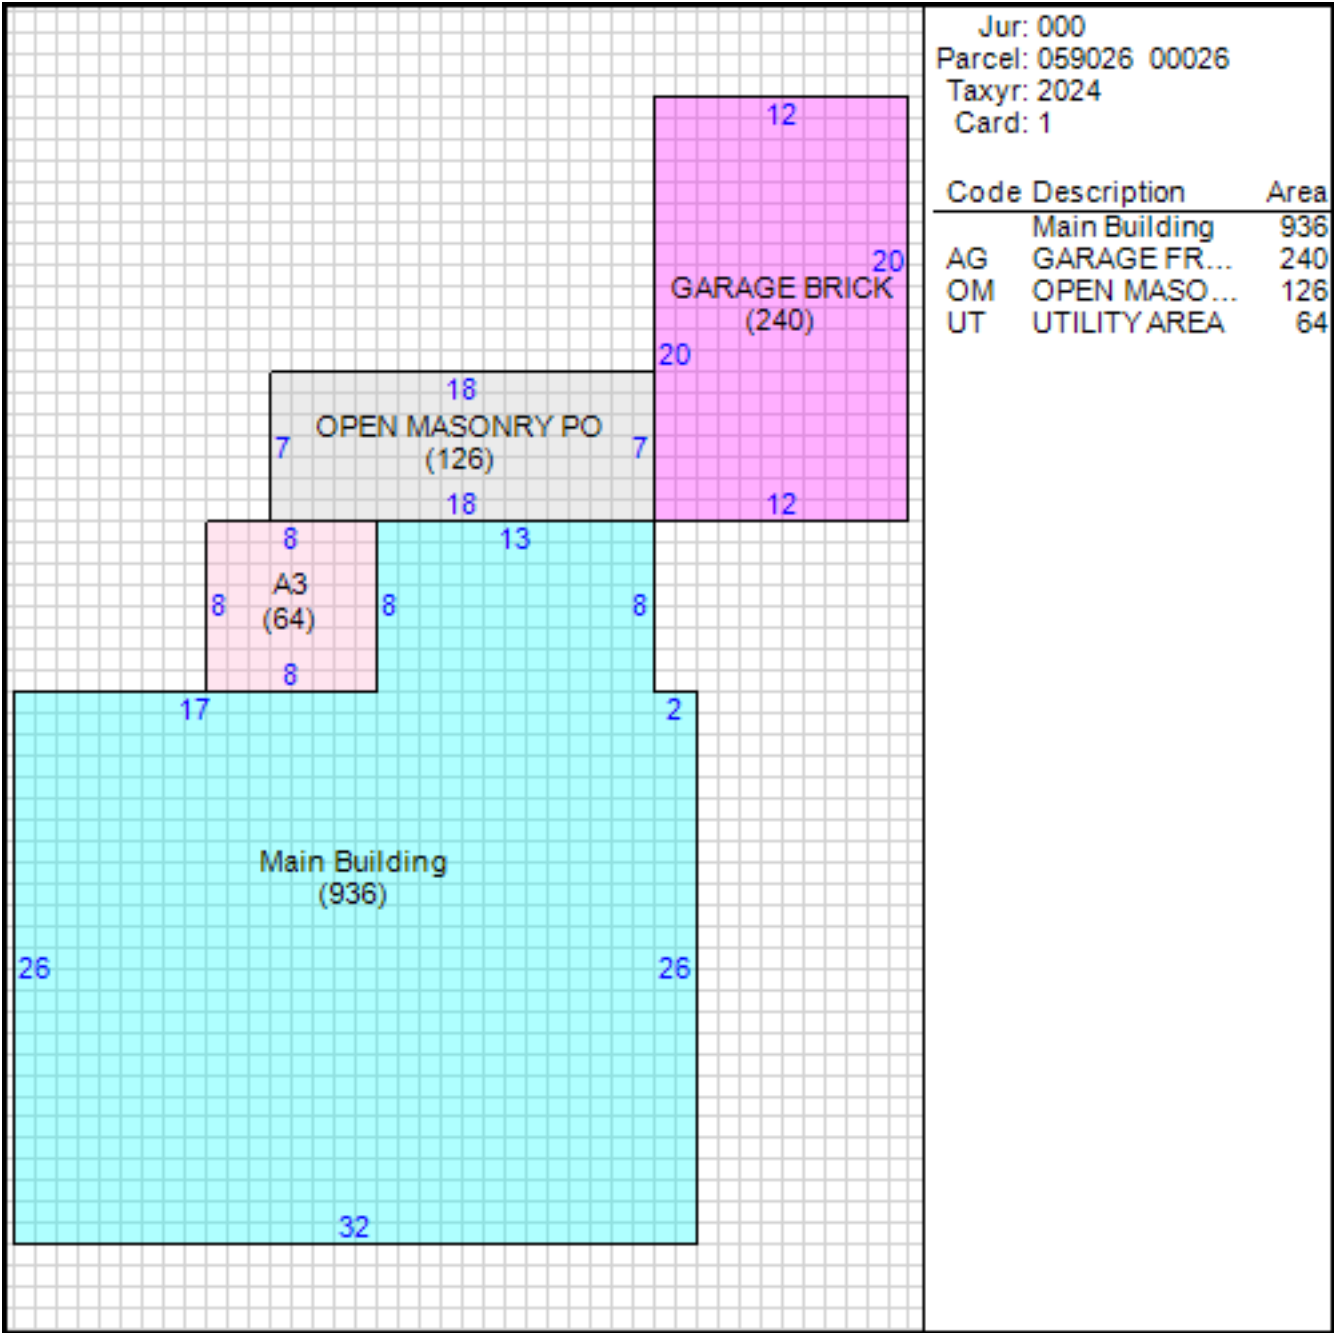 Jur: 000
Parcel: 059026 00026
Taxyr: 2024
Card: 1
Code Description Area
Main Building 936
AG GARAGE FR... 240
OM OPEN MASO... 126
UT UTILITY AREA 64
12
20
GARAGE BRICK
(240)
20
12
18
OPEN MASONRY PO
7 7
(126)
18
8 13
A3
8 8 8
(64)
8
17 2
Main Building
(936)
26 26
32